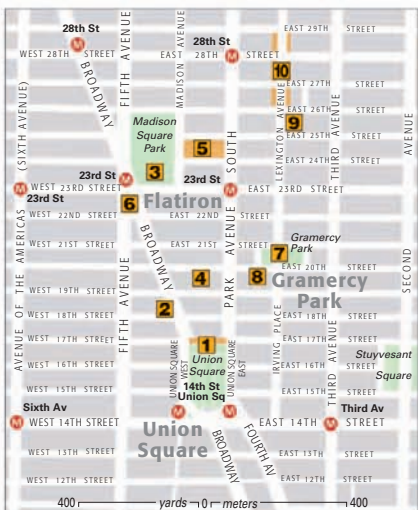 EAST 29TH STREET
28th St
M
WEST 28TH STREET
FIFTH AVENUE
MADISON AVENUE
28th St
M
EAST 28TH STREET
10
EAST 27TH STREET
BROADWAY
EAST 26TH STREET
LEXINGTON AVENUE
THIRD AVENUE
9
EAST 25TH STREET
Madison
Square
Park
5
PARK AVENUE SOUTH
EAST 24TH STREET
3
23rd St
M
WEST 23RD STREET
23rd St
M
EAST 23RD STREET
M
23rd St
AVENUE OF THE AMERICAS (SIXTH AVENUE)
6
Flatiron
WEST 22ND STREET
EAST 22ND STREET
EAST 22ND STREET
WEST 21ST STREET
EAST 21ST STREET
Gramercy
Park
7
BROADWAY
SECOND AVENUE
4
8
EAST 20TH STREET
Gramercy
Park
WEST 19TH STREET
2
FIFTH AVENUE
WEST 18TH STREET
EAST 18TH STREET
WEST 17TH STREET
1
EAST 17TH STREET
Union
Square
UNION SQUARE WEST
UNION SQUARE EAST
IRVING PLACE
THIRD AVENUE
Stuyvesant
Square
WEST 16TH STREET
EAST 16TH STREET
WEST 15TH STREET
EAST 15TH STREET
14th St
Union Sq
M
M
Sixth Av
M
WEST 14TH STREET
Third Av
EAST 14TH STREET
M
Union
Square
BROADWAY
FOURTH AV
WEST 13TH STREET
EAST 13TH STREET
WEST 12TH STREET
EAST 12TH STREET
400 yards 0 meters 400